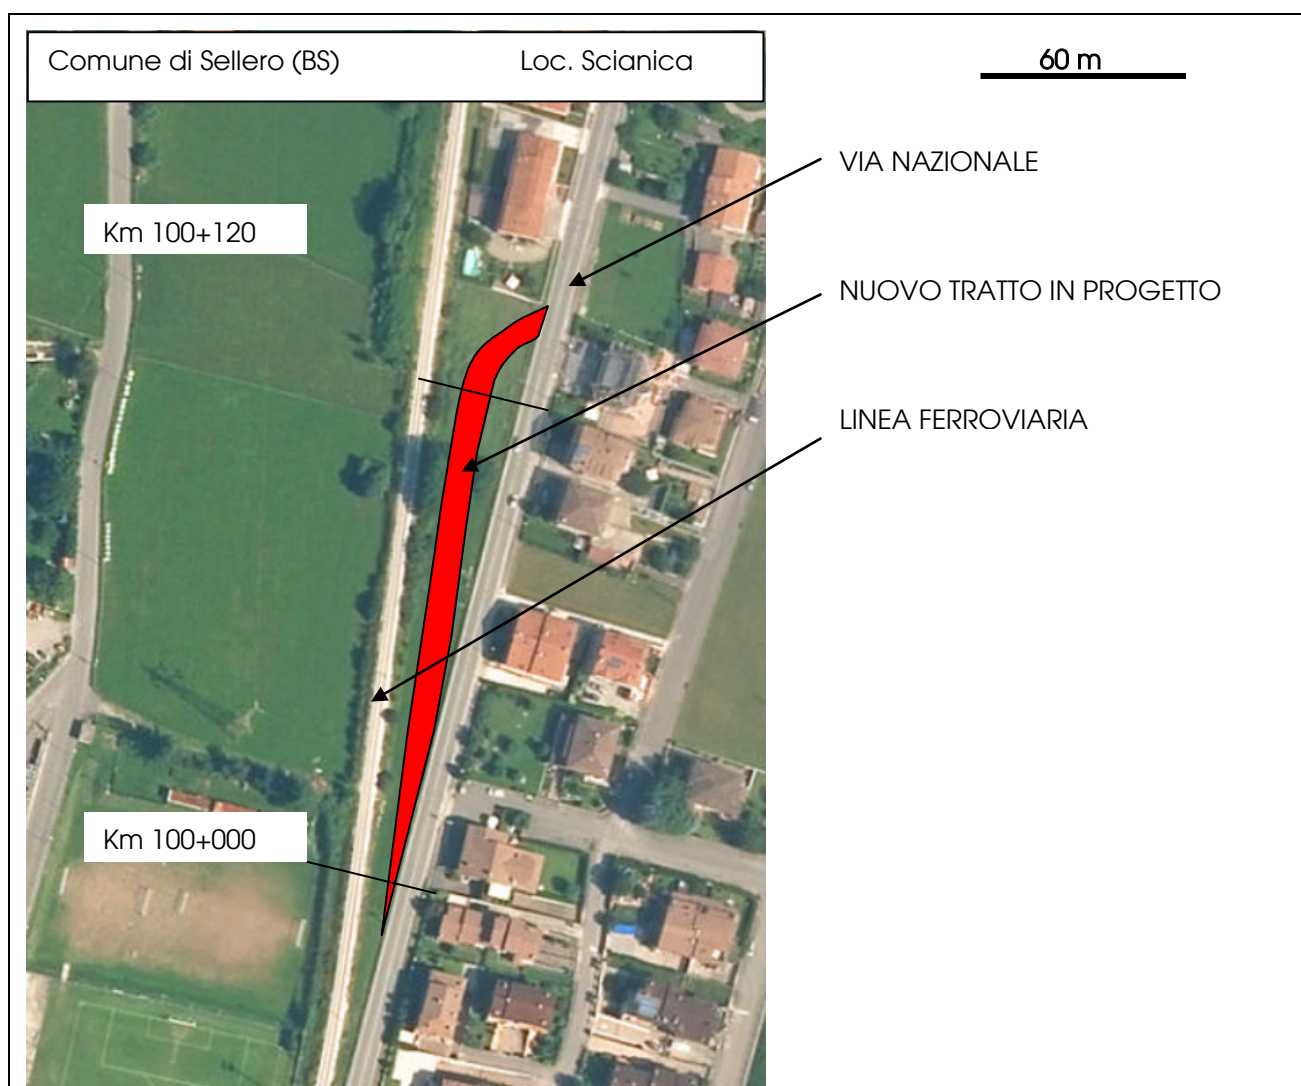 Comune di Sellero (BS) Loc. Scianica
60 m
VIA NAZIONALE
Km 100+120
NUOVO TRATTO IN PROGETTO
LINEA FERROVIARIA
Km 100+000